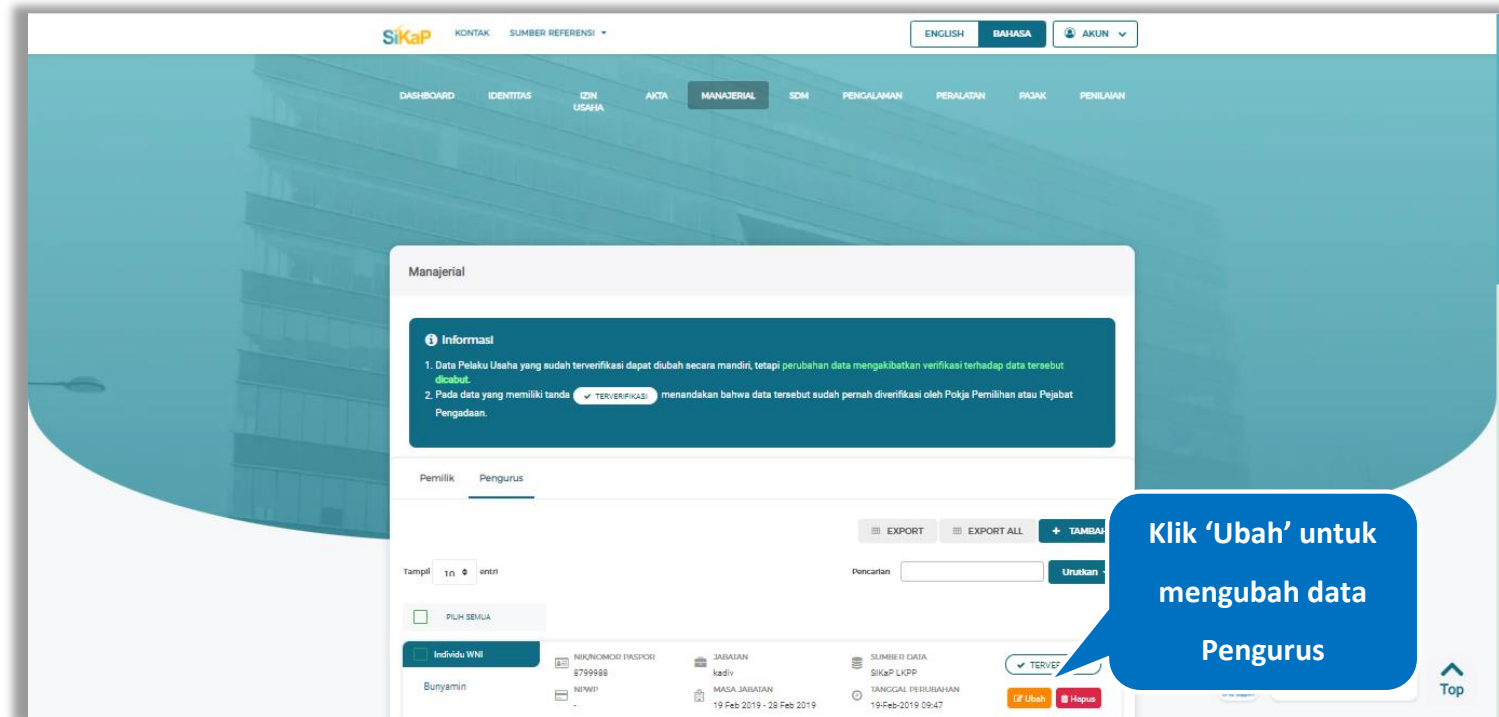 SiKaP KONTAK SUMBER REFERENSI ENGLISH BAHASA AKUN
DASHBOARD IDENTITAS IZIN USAHA AKTA MANAJERIAL SDM PENGALAMAN PERALATAN PAJAK PENILAIAN
Manajerial
Informasi
1. Data Pelaku Usaha yang sudah terverifikasi dapat diubah secara mandiri, tetapi perubahan data mengakibatkan verifikasi terhadap data tersebut
dicabut.
2. Pada data yang memiliki tanda TERVERIFIKASI menandakan bahwa data tersebut sudah pernah diverifikasi oleh Pokja Pemilihan atau Pejabat
Pengadaan.
Pemilik Pengurus
EXPORT EXPORT ALL + TAMBAH
Tampil 10 entri Pencarian Urutkan
PILIH SEMUA
Individu WNI
Bunyamin
NIK/NOMOR PASPOR
8799988
NPWP
-
JABATAN
kadiv
MASA JABATAN
19 Feb 2019 - 28 Feb 2019
SUMBER DATA
SIKaP LKPP
TANGGAL PERUBAHAN
19-Feb-2019 09:47
Ubah Hapus
Klik ‘Ubah’ untuk
mengubah data
Pengurus
Top